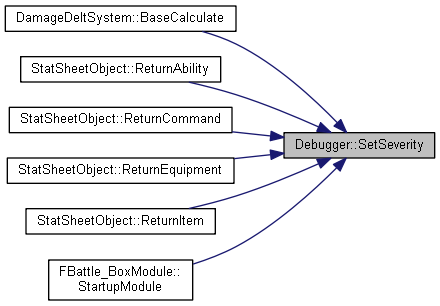 DamageDeltSystem::BaseCalculate
StatSheetObject::ReturnAbility
StatSheetObject::ReturnCommand
Debugger::SetSeverity
StatSheetObject::ReturnEquipment
StatSheetObject::ReturnItem
FBattle_BoxModule::
StartupModule